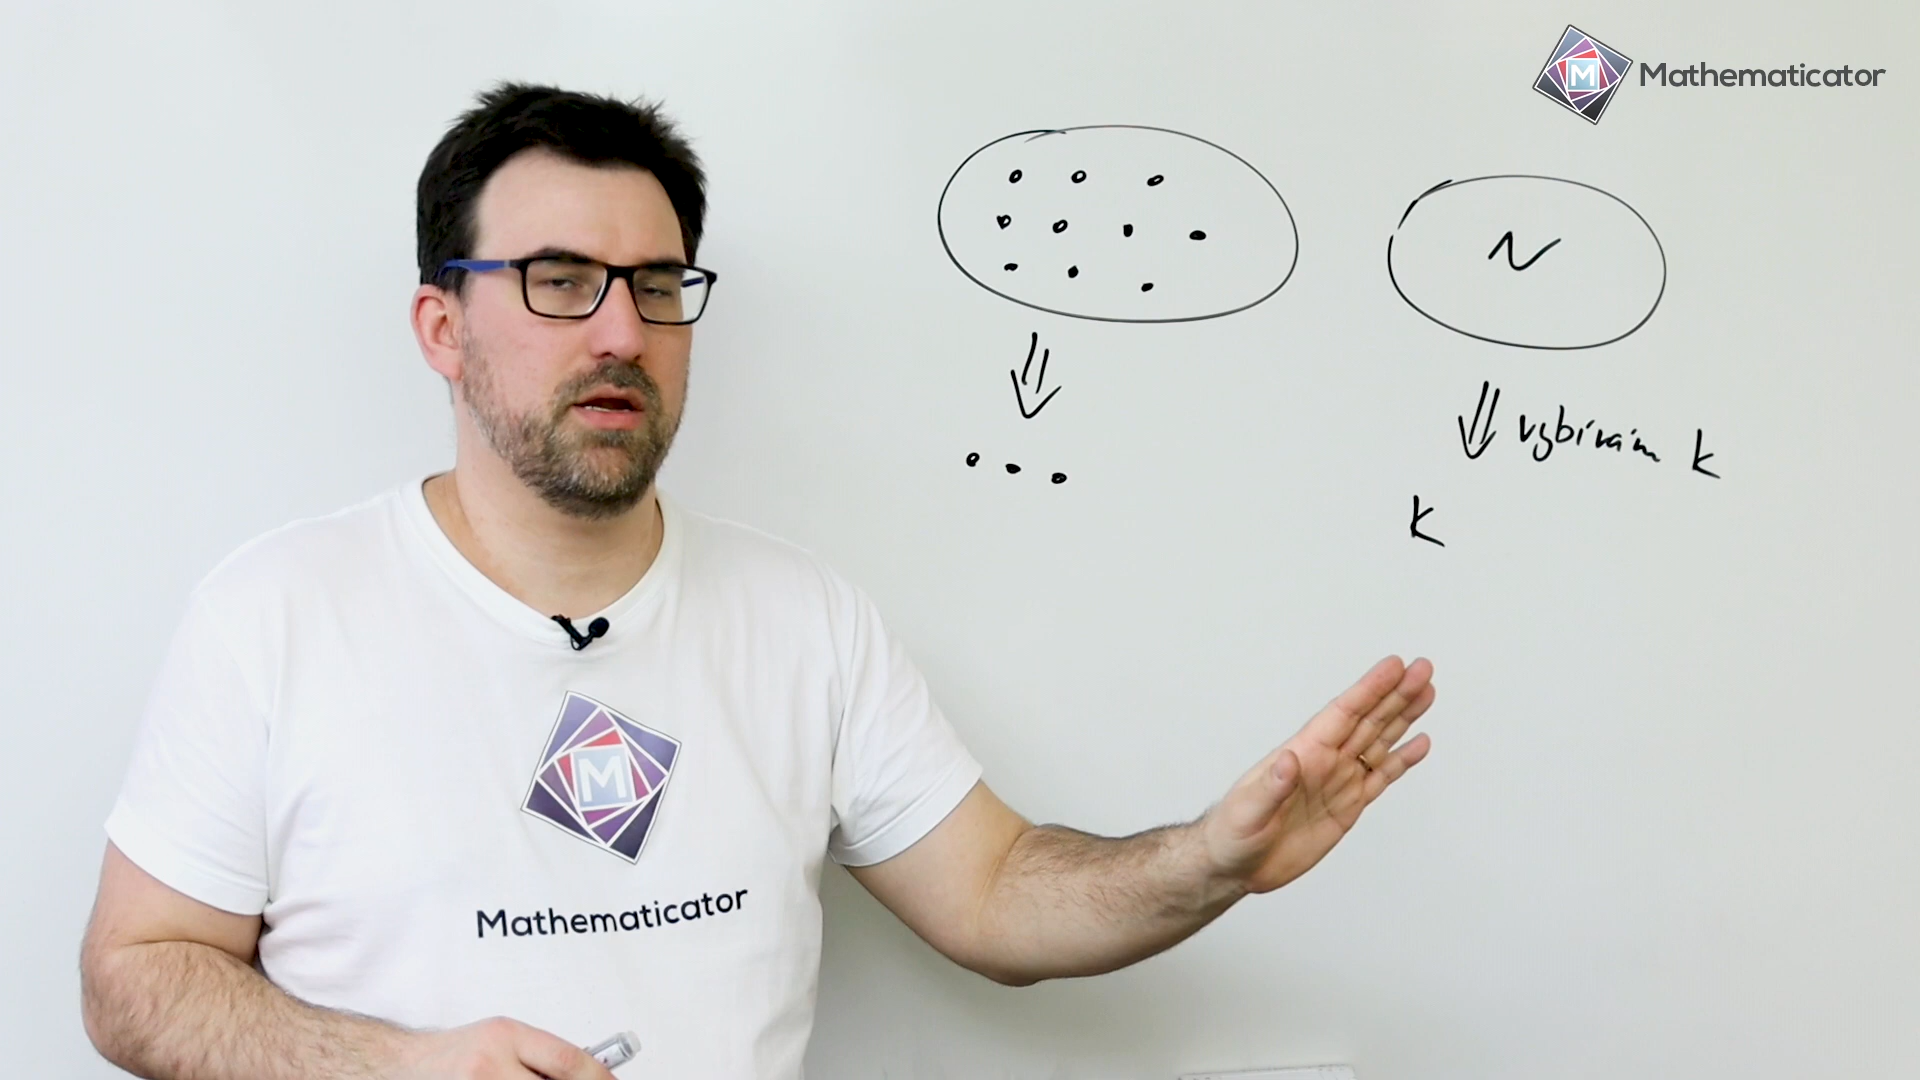 Mathematicator
N
vybírám k
k
M
Mathematicator